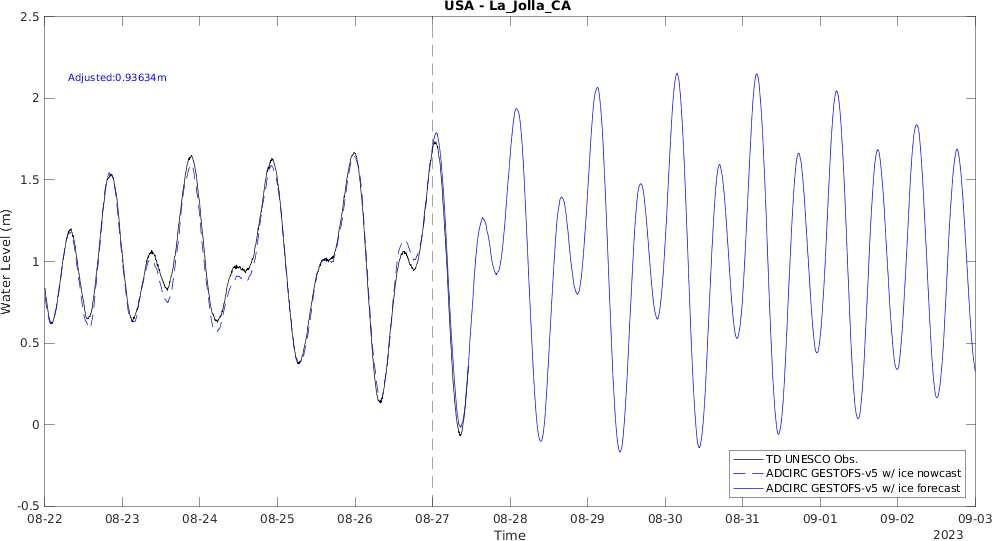 USA - La_Jolla_CA
2.5
2
1.5
1
0.5
0
-0.5
Water Level (m)
Adjusted:0.93634m
TD UNESCO Obs.
ADCIRC GESTOFS-v5 w/ ice nowcast
ADCIRC GESTOFS-v5 w/ ice forecast
08-22 08-23 08-24 08-25 08-26 08-27 08-28 08-29 08-30 08-31 09-01 09-02 09-03
Time
2023